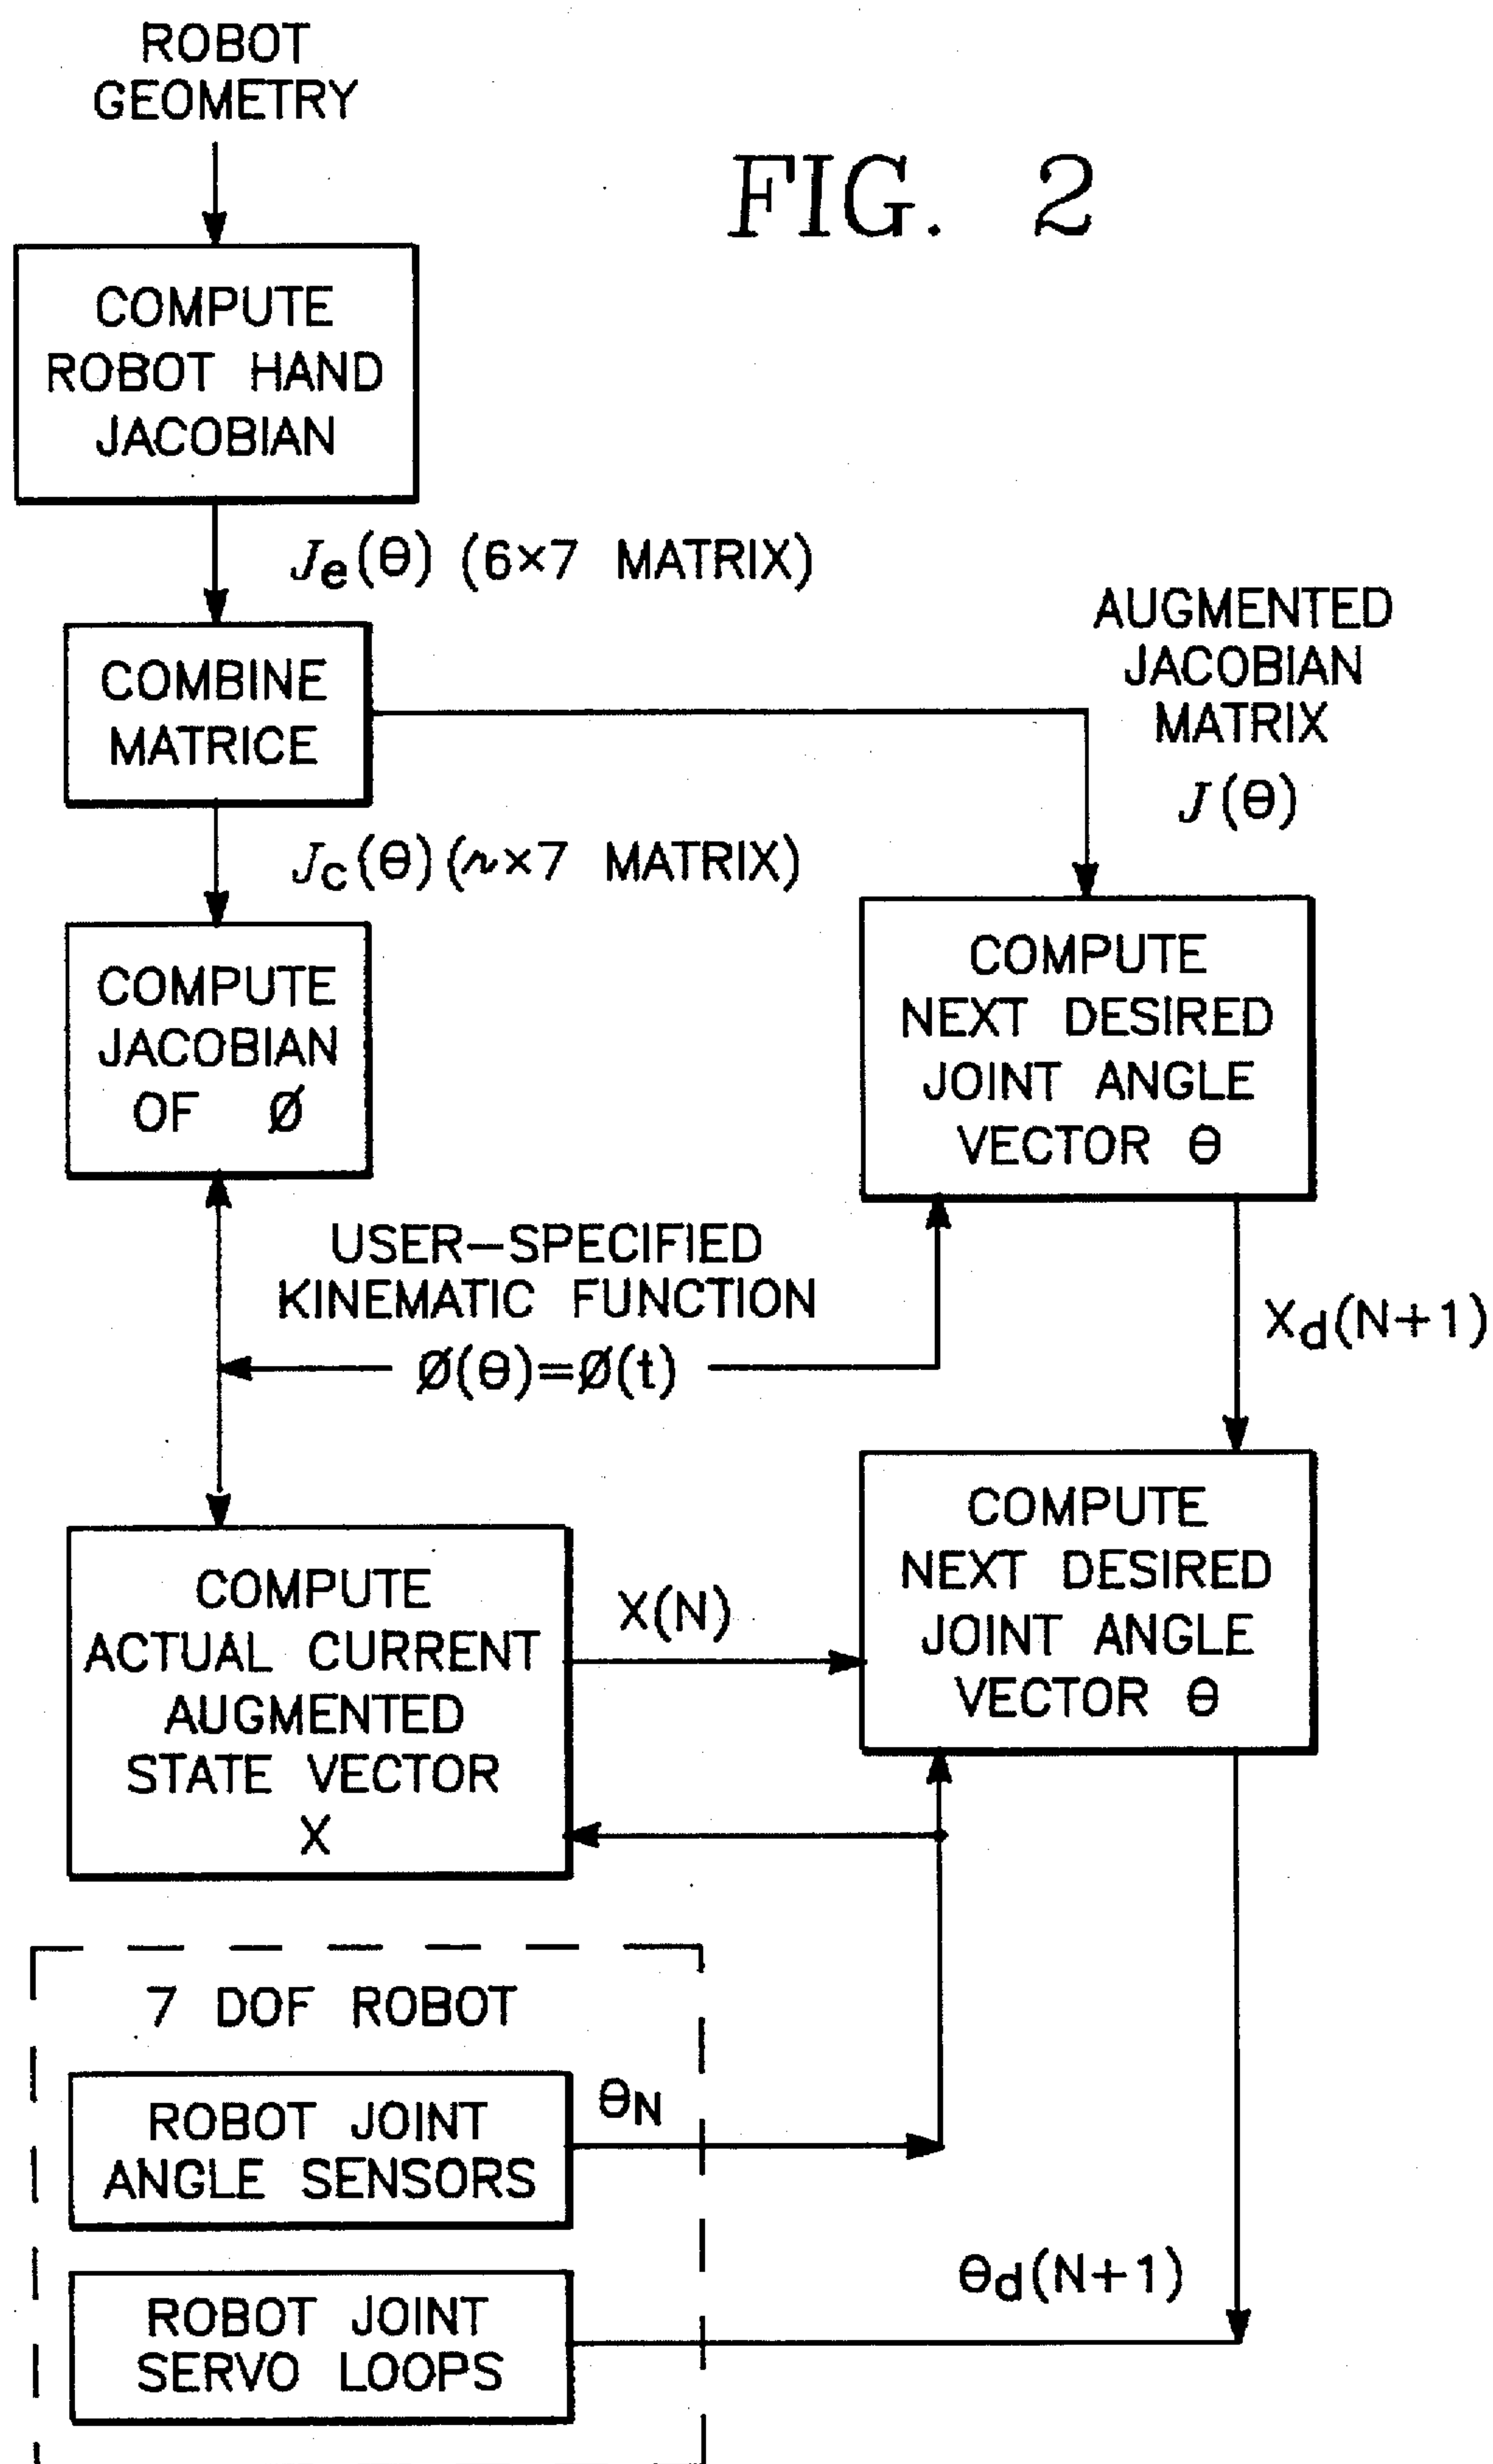 ROBOT
GEOMETRY
FIG. 2
COMPUTE
ROBOT HAND
JACOBIAN
Je(θ) (6×7 MATRIX)
COMBINE
MATRICE
AUGMENTED
JACOBIAN
MATRIX
J(θ)
Jc(θ) (r×7 MATRIX)
COMPUTE
JACOBIAN
OF Ø
COMPUTE
NEXT DESIRED
JOINT ANGLE
VECTOR θ
USER-SPECIFIED
KINEMATIC FUNCTION
Ø(θ)=Ø(t)
Xd(N+1)
COMPUTE
ACTUAL CURRENT
AUGMENTED
STATE VECTOR
X
X(N)
COMPUTE
NEXT DESIRED
JOINT ANGLE
VECTOR θ
7 DOF ROBOT
ROBOT JOINT
ANGLE SENSORS
θN
ROBOT JOINT
SERVO LOOPS
θd(N+1)